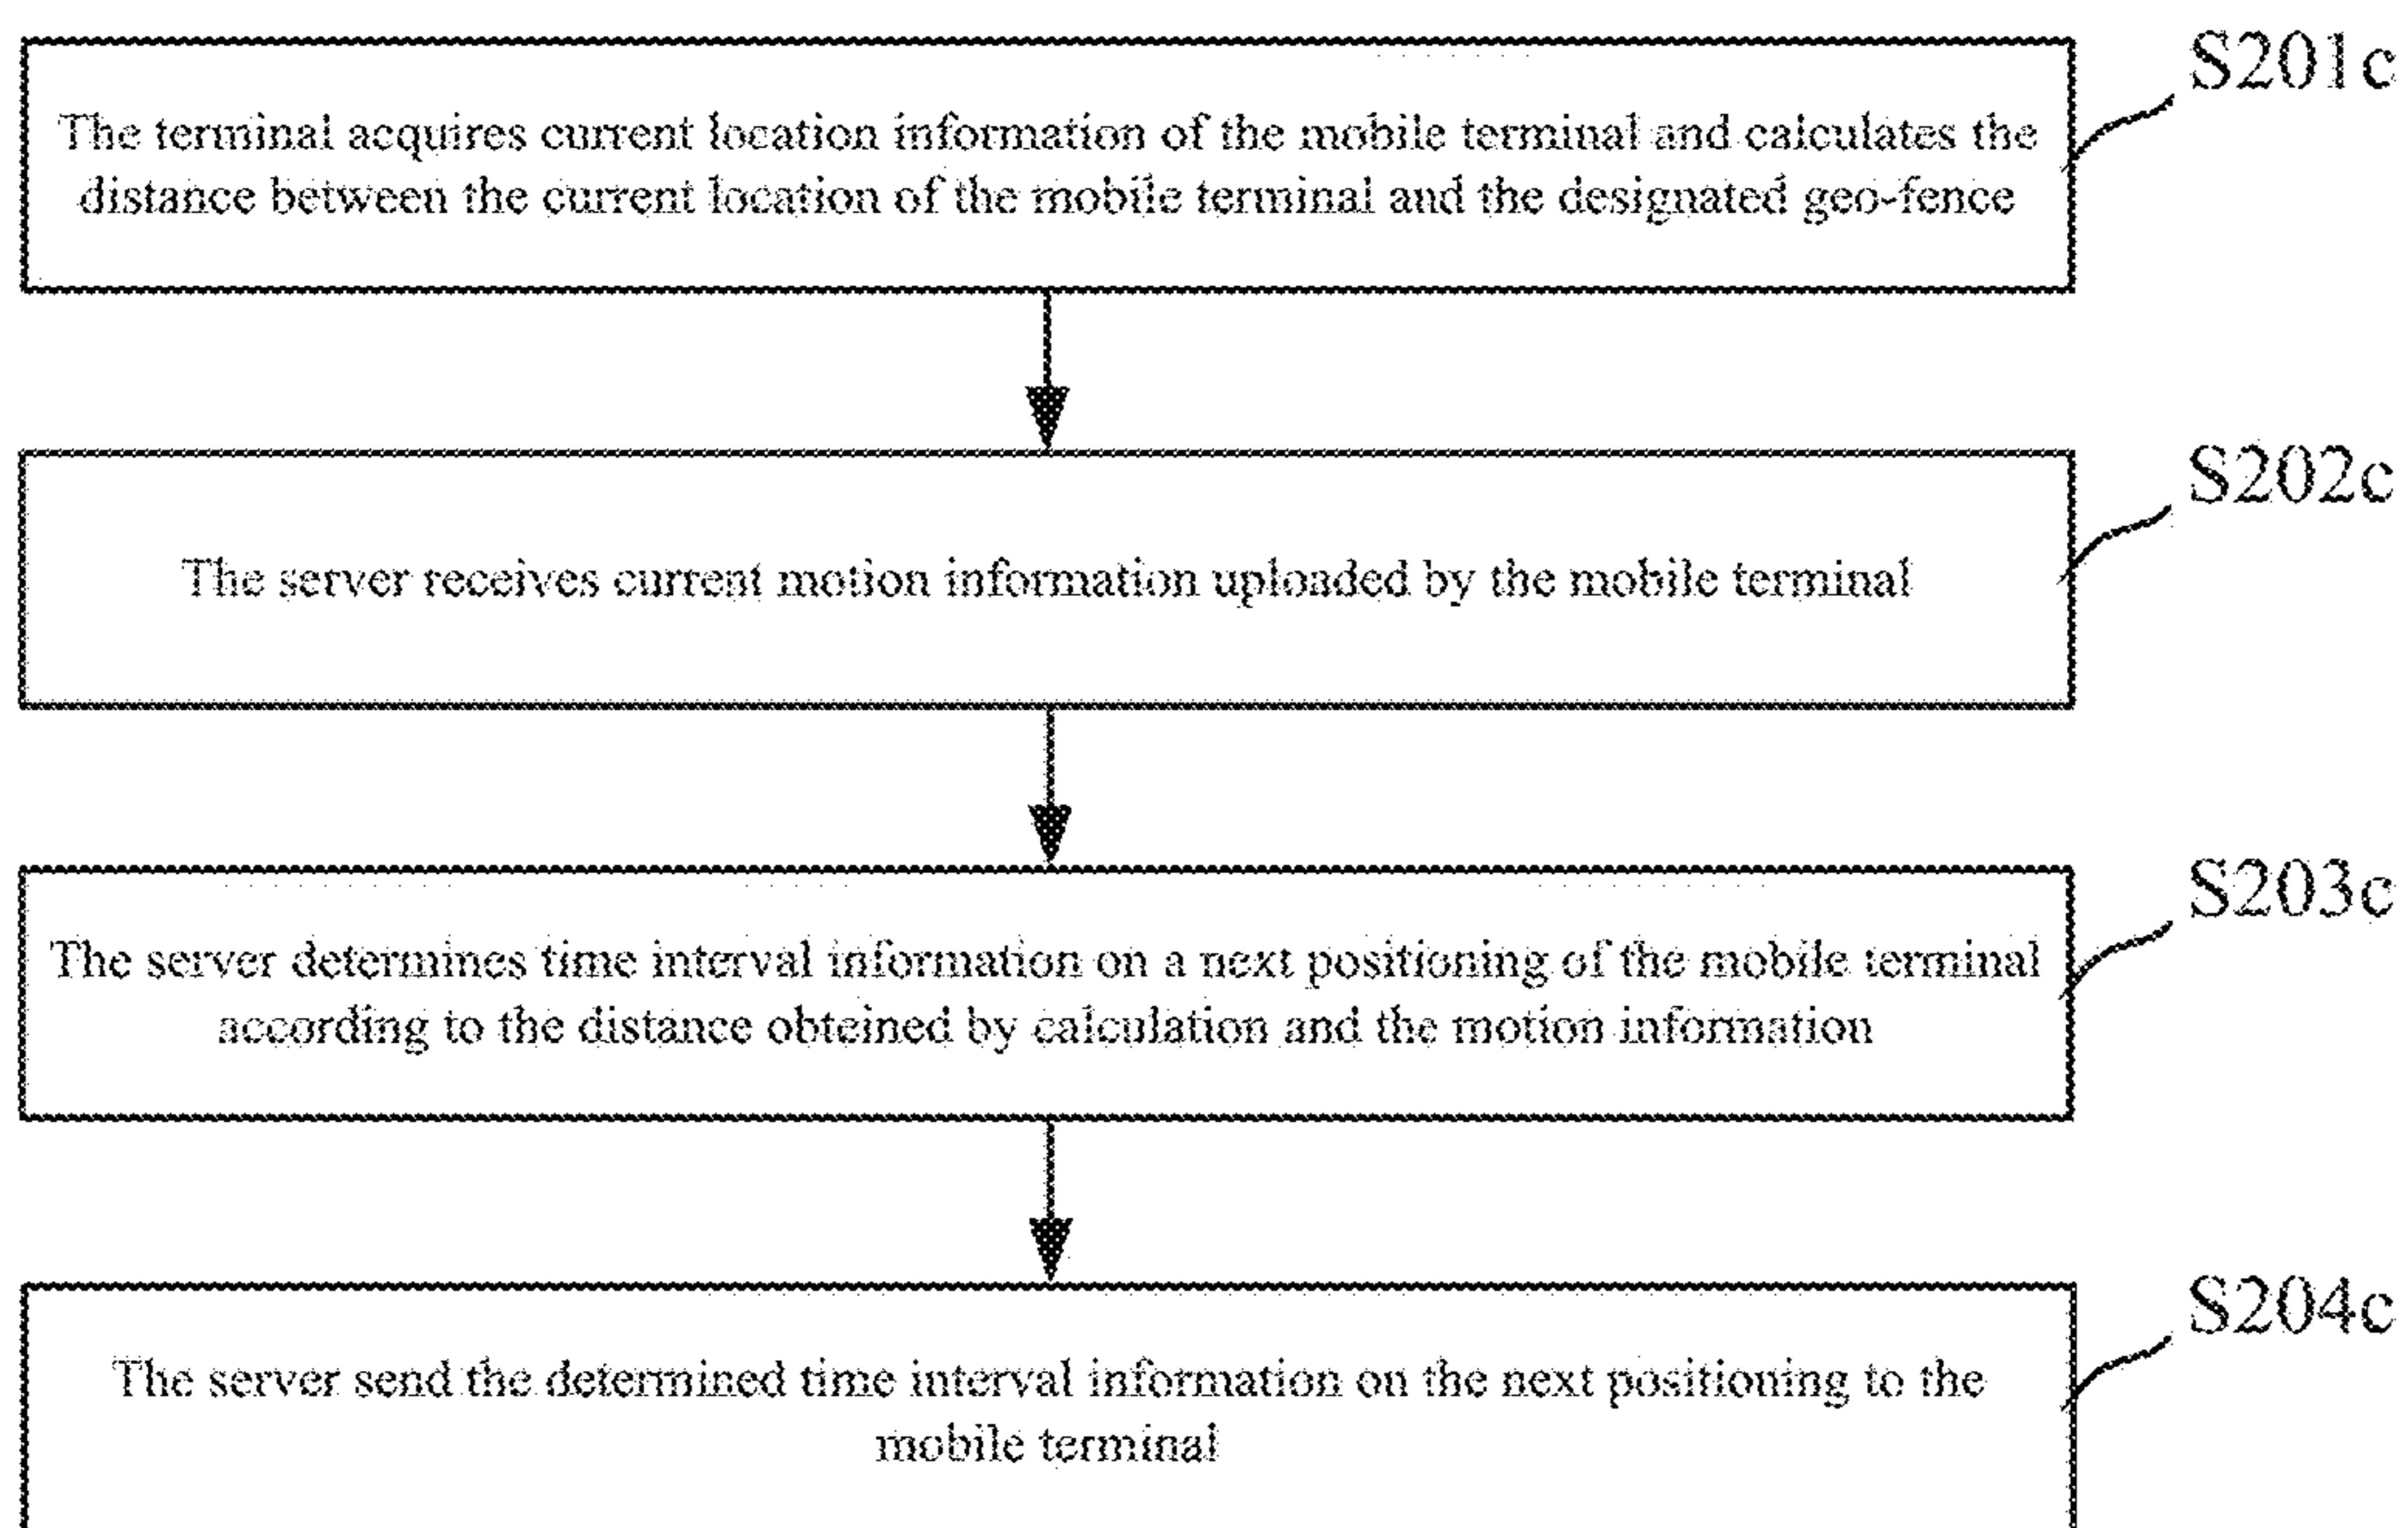 S201c
The terminal acquires current location information of the mobile terminal and calculates the
distance between the current location of the mobile terminal and the designated geo-fence
S202c
The server receives current motion information uploaded by the mobile terminal
S203c
The server determines time interval information on a next positioning of the mobile terminal
according to the distance obteined by calculation and the motion information
S204c
The server send the determined time interval information on the next positioning to the
mobile terminal